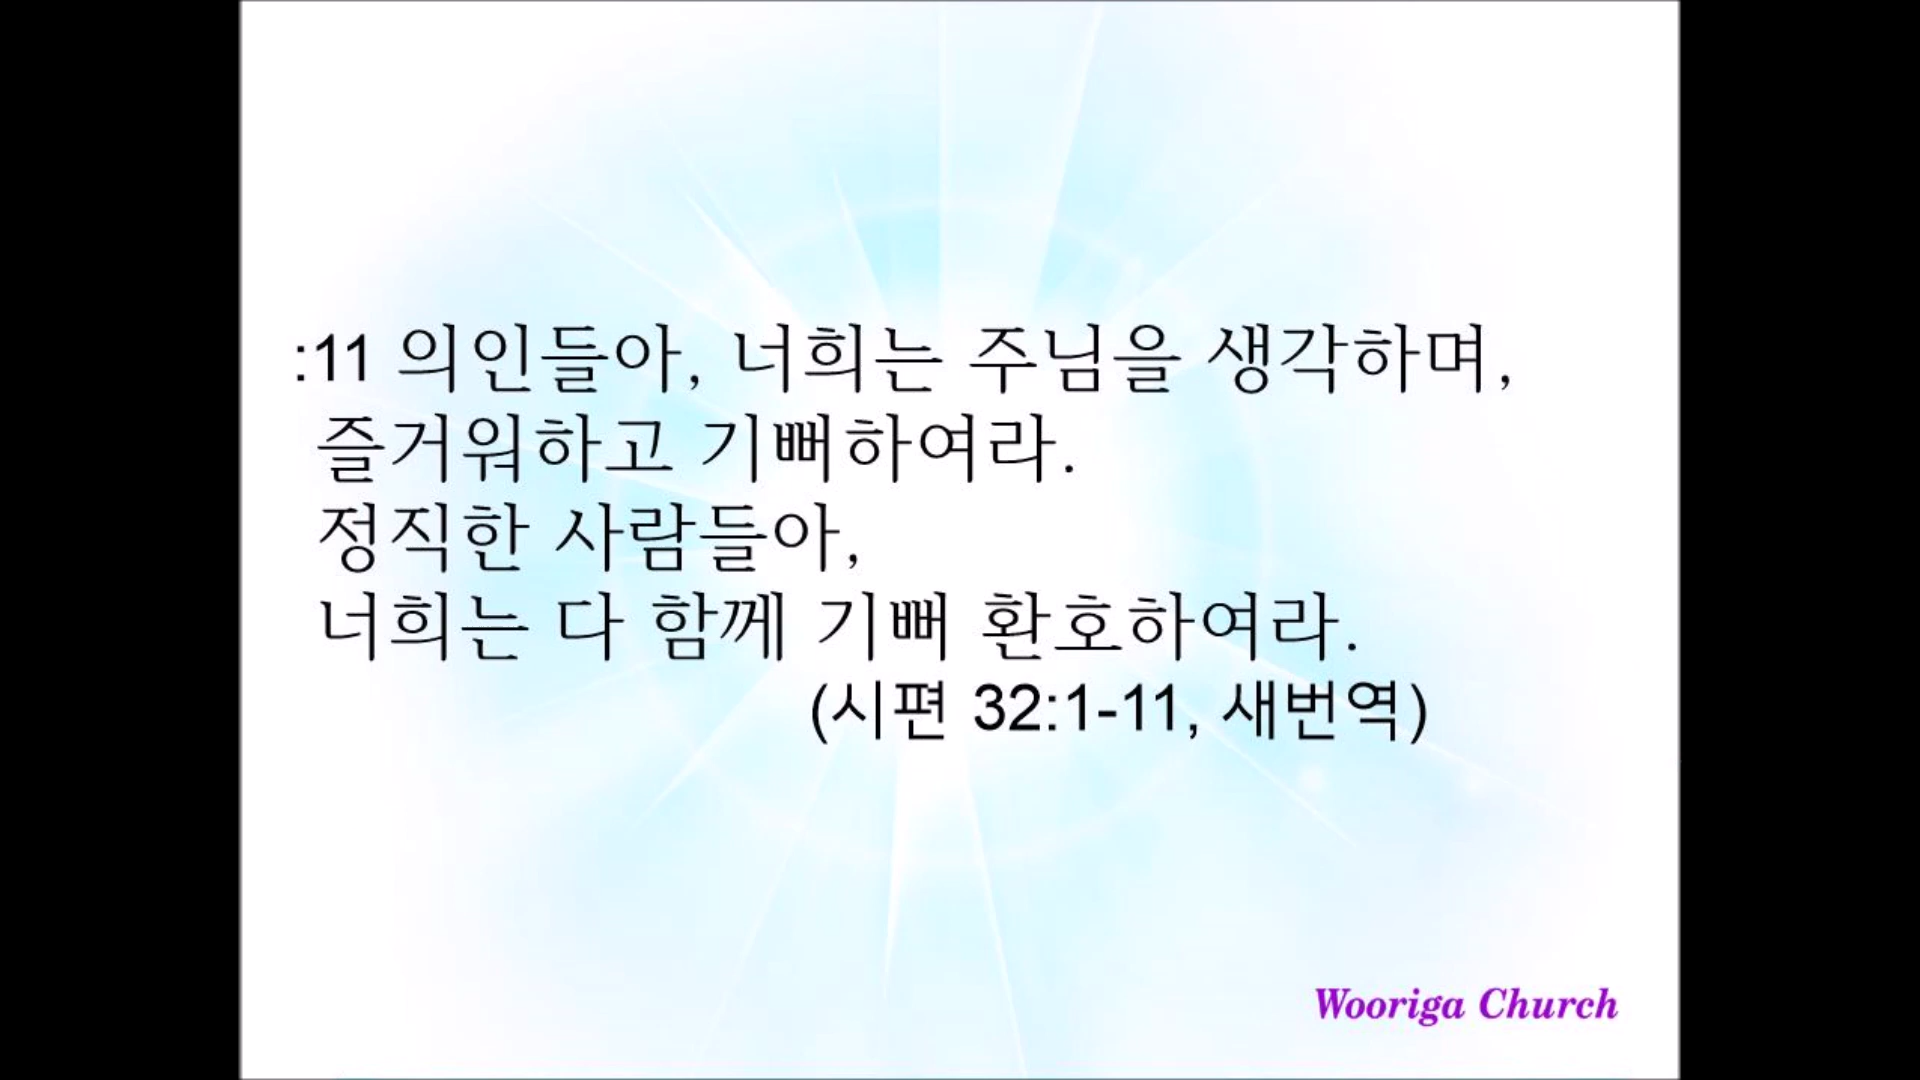 :11 의인들아, 너희는 주님을 생각하며,
즐거워하고 기뻐하여라.
정직한 사람들아,
너희는 다 함께 기뻐 환호하여라.
(시편 32:1-11, 새번역)
Wooriga Church